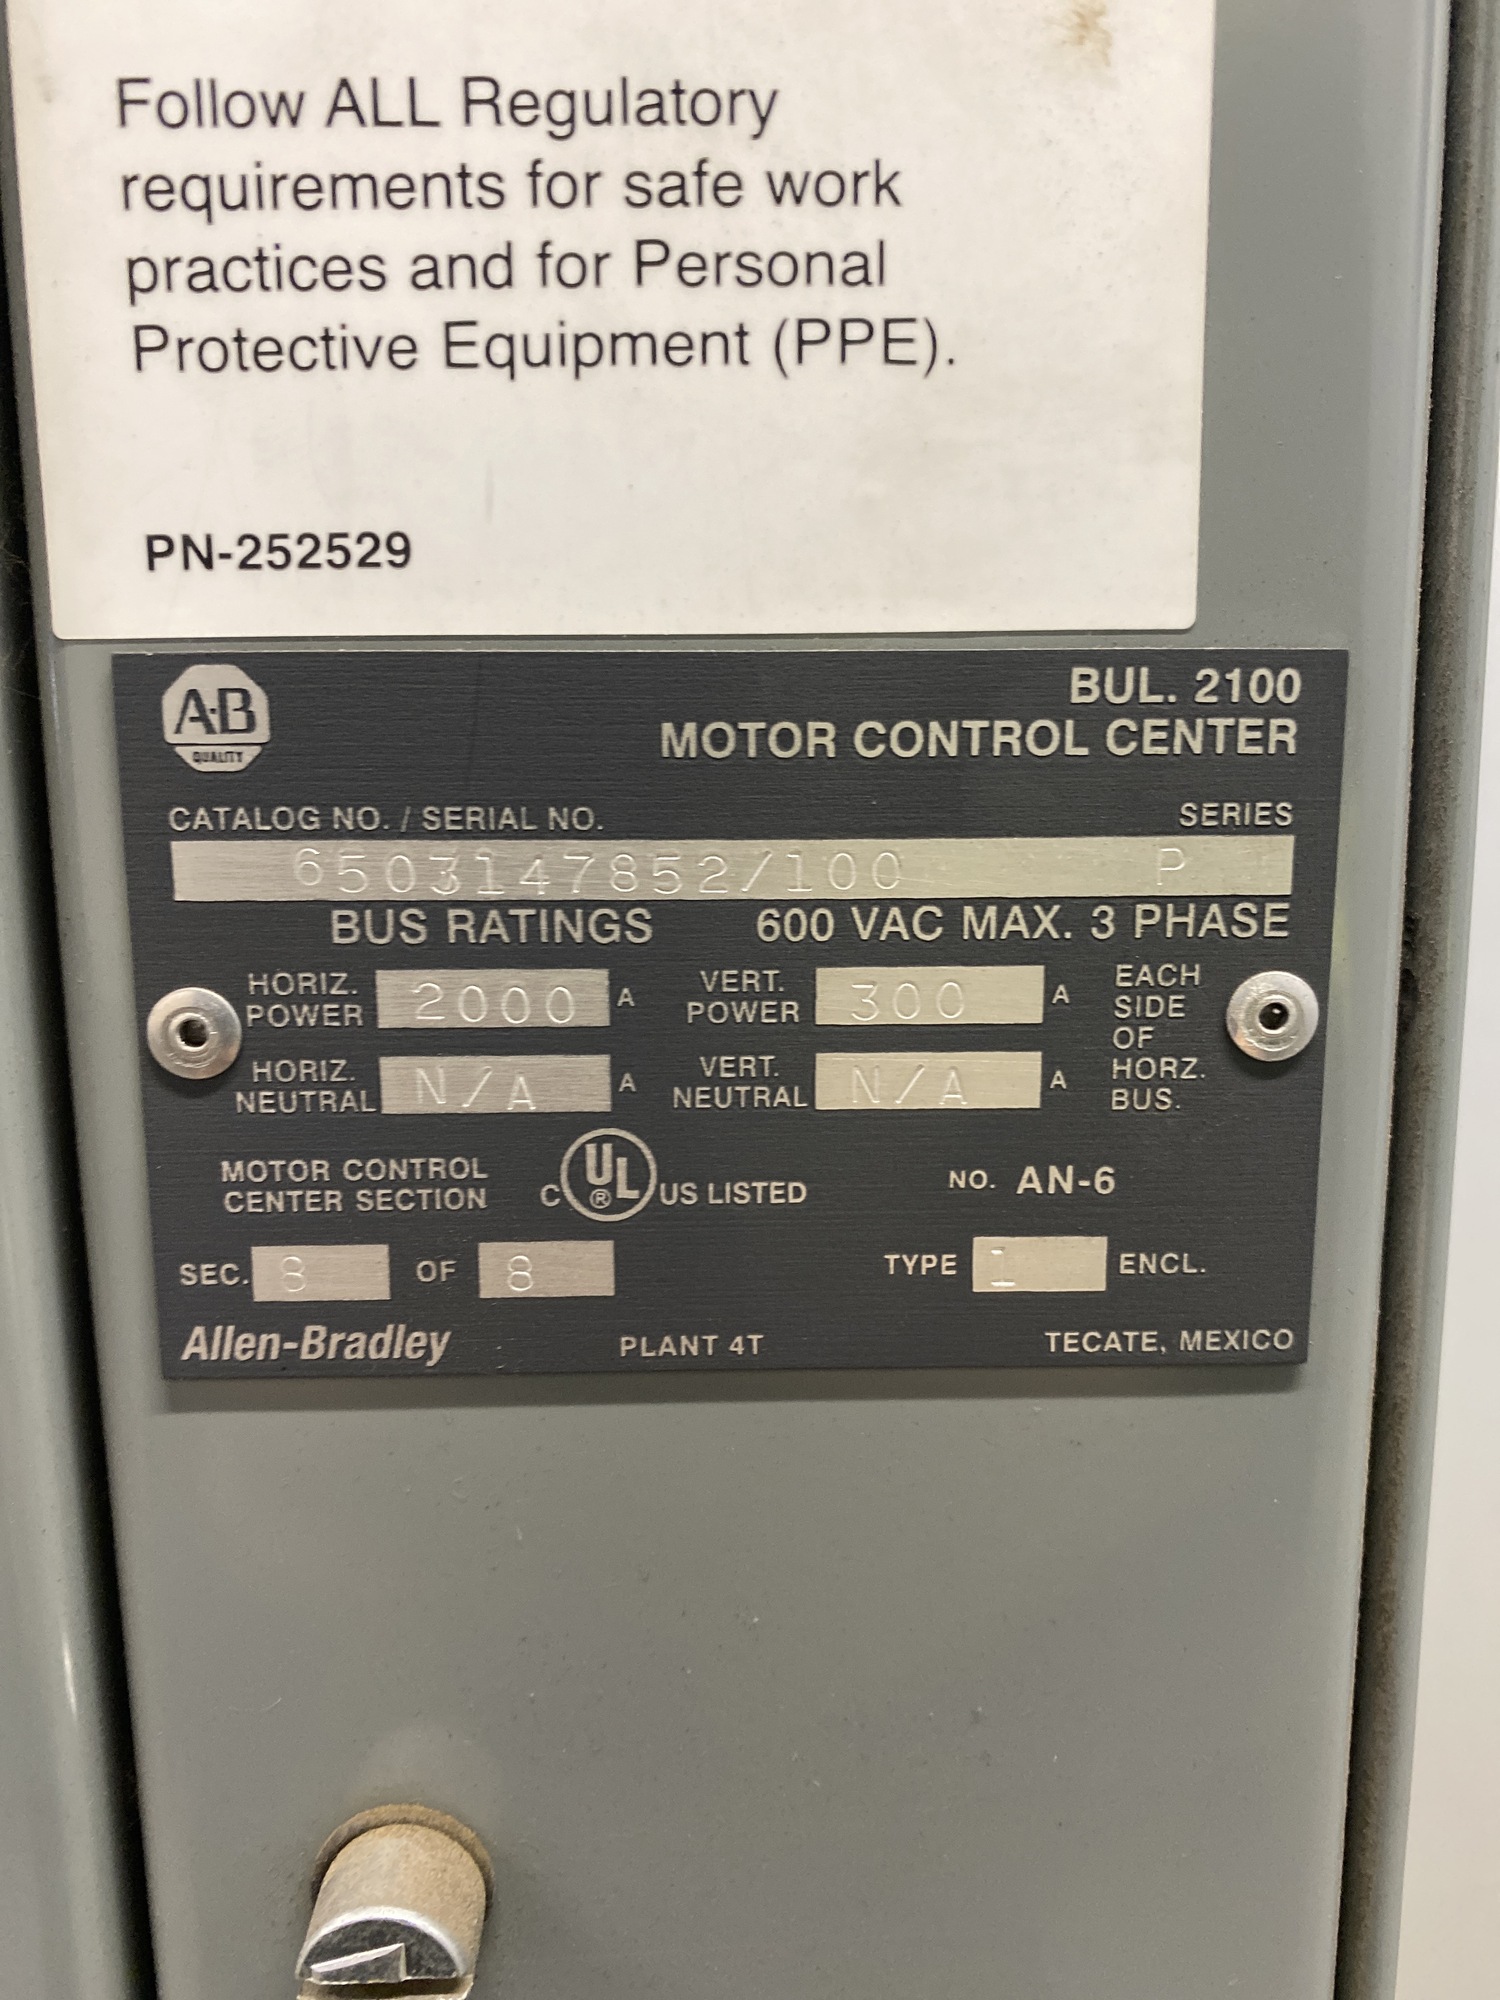 Follow ALL Regulatory
requirements for safe work
practices and for Personal
Protective Equipment (PPE).
PN-252529
A-B
QUALITY
BUL. 2100
MOTOR CONTROL CENTER
CATALOG NO. / SERIAL NO. SERIES
6503147852/100 P
BUS RATINGS 600 VAC MAX. 3 PHASE
HORIZ. POWER 2000 A VERT. POWER 300 A
HORIZ. NEUTRAL N/A A VERT. NEUTRAL N/A A
EACH
SIDE
OF
HORZ.
BUS.
MOTOR CONTROL
CENTER SECTION
C UL ® US LISTED
NO. AN-6
SEC. 8 OF 8 TYPE 1 ENCL.
Allen-Bradley PLANT 4T TECATE, MEXICO